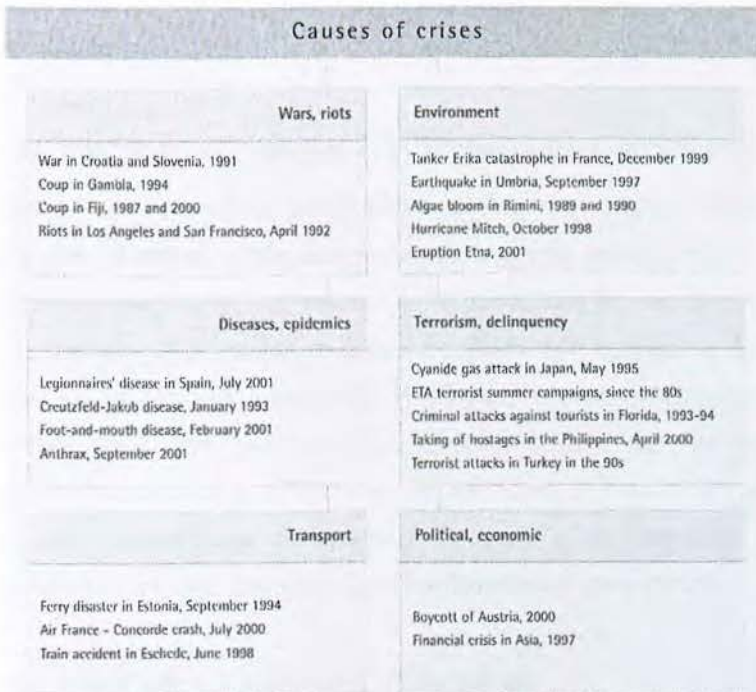 Causes of crises
Wars, riots
War in Croatia and Slovenia, 1991
Coup in Gambia, 1994
Coup in Fiji, 1987 and 2000
Riots in Los Angeles and San Francisco, April 1992
Environment
Tanker Erika catastrophe in France, December 1999
Earthquake in Umbria, September 1997
Algae bloom in Rimini, 1989 and 1990
Hurricane Mitch, October 1998
Eruption Etna, 2001
Diseases, epidemics
Legionnaires' disease in Spain, July 2001
Creutzfeld-Jakob disease, January 1993
Foot-and-mouth disease, February 2001
Anthrax, September 2001
Terrorism, delinquency
Cyanide gas attack in Japan, May 1995
ETA terrorist summer campaigns, since the 80s
Criminal attacks against tourists in Florida, 1993-94
Taking of hostages in the Philippines, April 2000
Terrorist attacks in Turkey in the 90s
Transport
Ferry disaster in Estonia, September 1994
Air France - Concorde crash, July 2000
Train accident in Eschede, June 1998
Political, economic
Boycott of Austria, 2000
Financial crisis in Asia, 1997